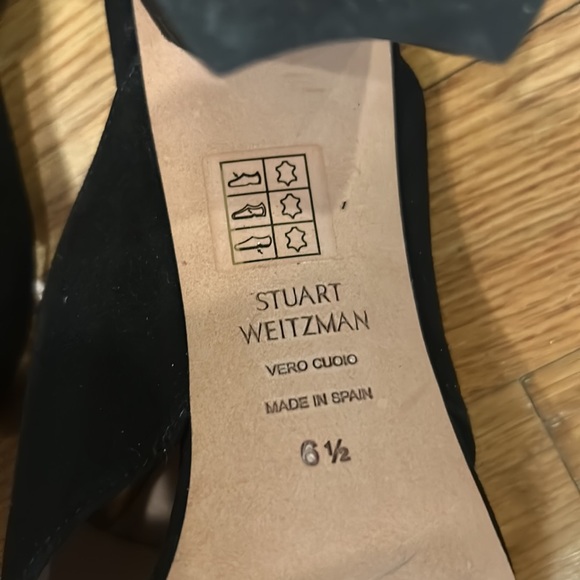 STUART
WEITZMAN
VERO CUOIO
MADE IN SPAIN
6 ½